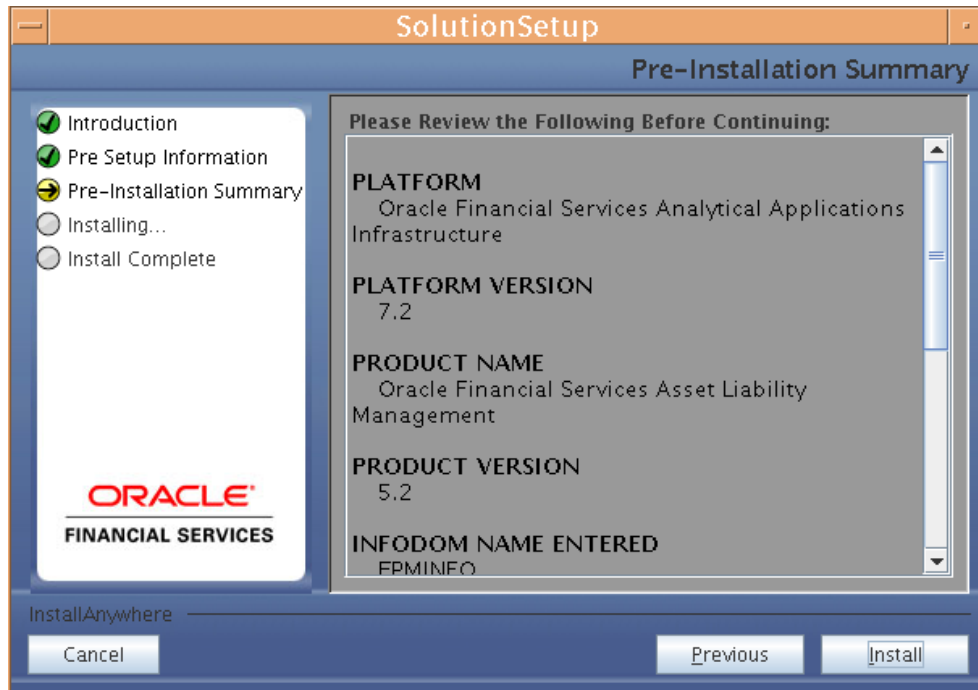 SolutionSetup
Pre-Installation Summary
Introduction
Pre Setup Information
Pre-Installation Summary
Installing...
Install Complete
ORACLE
FINANCIAL SERVICES
Please Review the Following Before Continuing:
PLATFORM
Oracle Financial Services Analytical Applications
Infrastructure
PLATFORM VERSION
7.2
PRODUCT NAME
Oracle Financial Services Asset Liability
Management
PRODUCT VERSION
5.2
INFODOM NAME ENTERED
InstallAnywhere
Cancel
Previous
Install